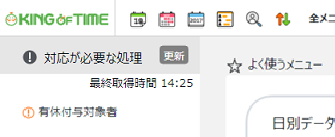 KING OF TIME
全メニ
対応が必要な処理 更新
最終取得時間 14:25
有休付与対象者
よく使うメニュー
日別データ